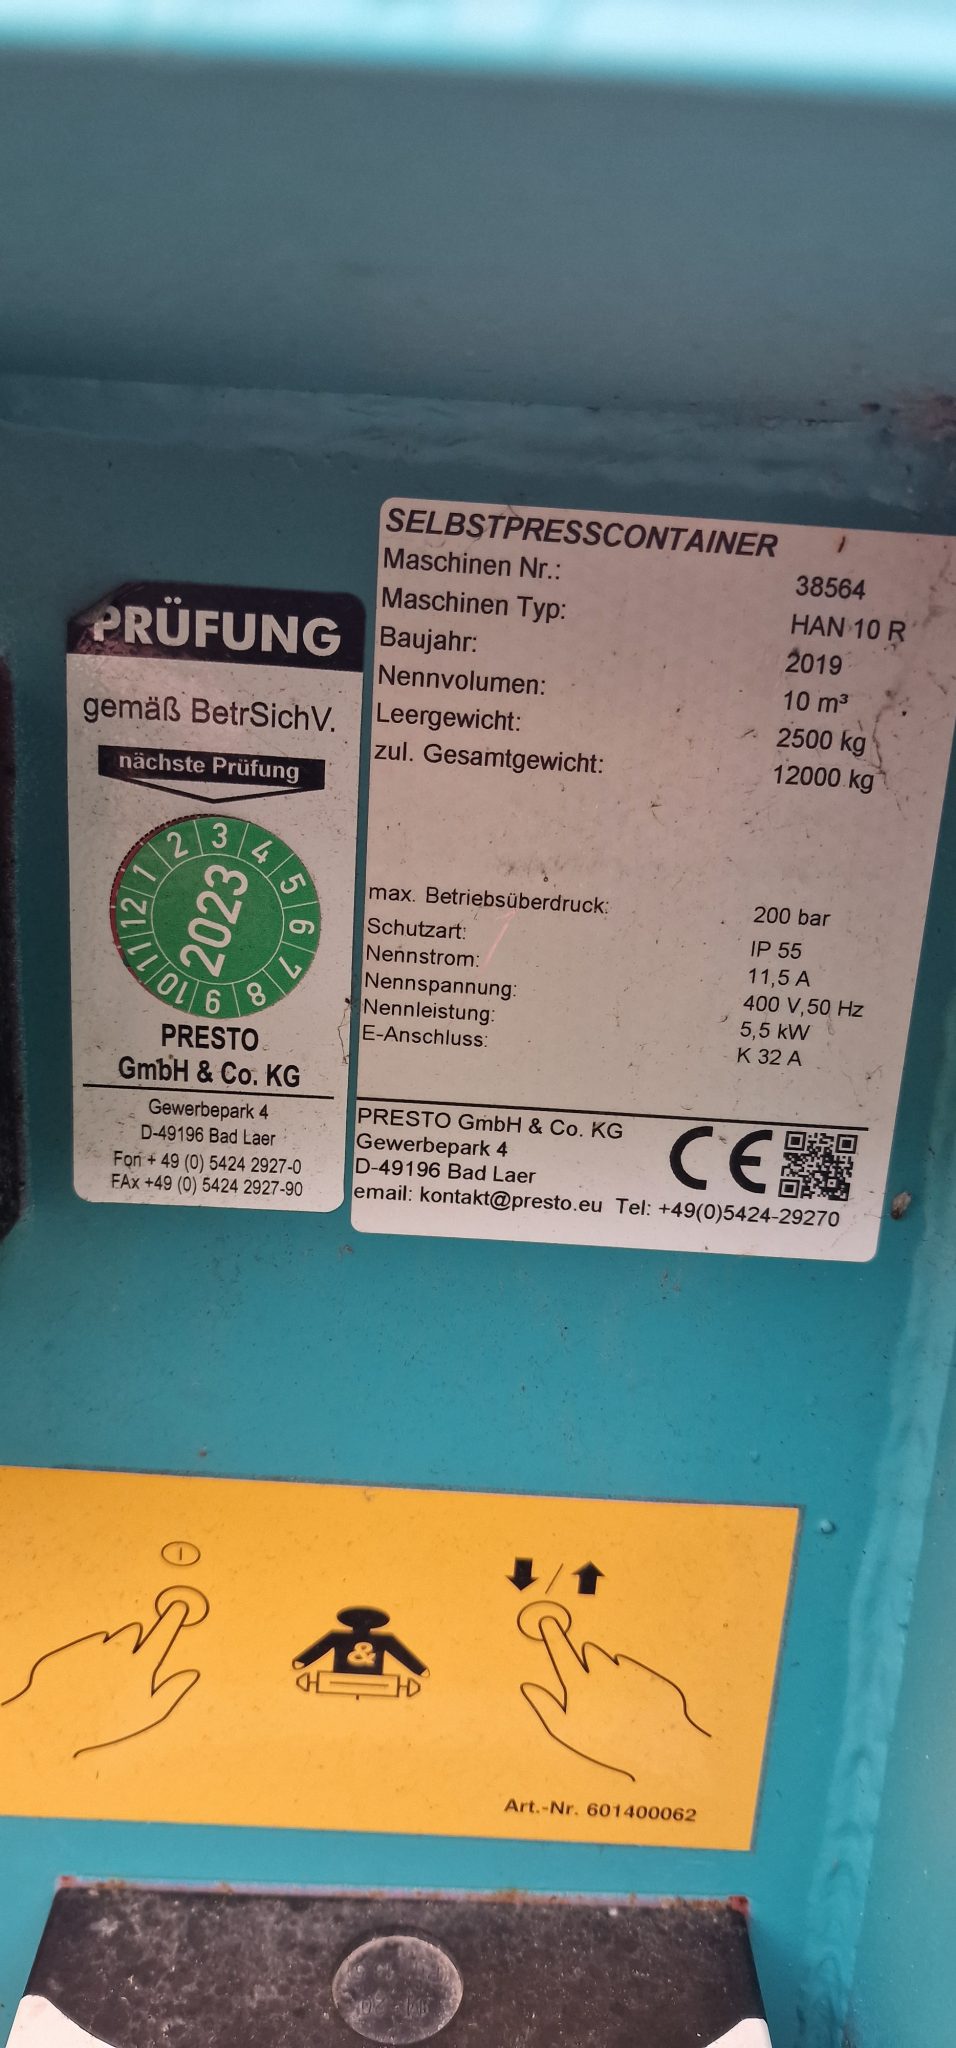 SELBSTPRESSCONTAINER
Maschinen Nr.: 38564
Maschinen Typ: HAN 10 R
Baujahr: 2019
Nennvolumen: 10 m³
Leergewicht: 2500 kg
zul. Gesamtgewicht: 12000 kg
max. Betriebsüberdruck: 200 bar
Schutzart: IP 55
Nennstrom: 11,5 A
Nennspannung: 400 V,50 Hz
Nennleistung: 5,5 kW
E-Anschluss: K 32 A
PRESTO GmbH & Co. KG
Gewerbepark 4
D-49196 Bad Laer
email: kontakt@presto.eu Tel: +49(0)5424-29270
CE
PRÜFUNG
gemäß BetrSichV.
nächste Prüfung
1 2 3 4 5 6 7 8 9 10 11 12
2023
PRESTO
GmbH & Co. KG
Gewerbepark 4
D-49196 Bad Laer
Fon + 49 (0) 5424 2927-0
FAx +49 (0) 5424 2927-90
&
Art.-Nr. 601400062